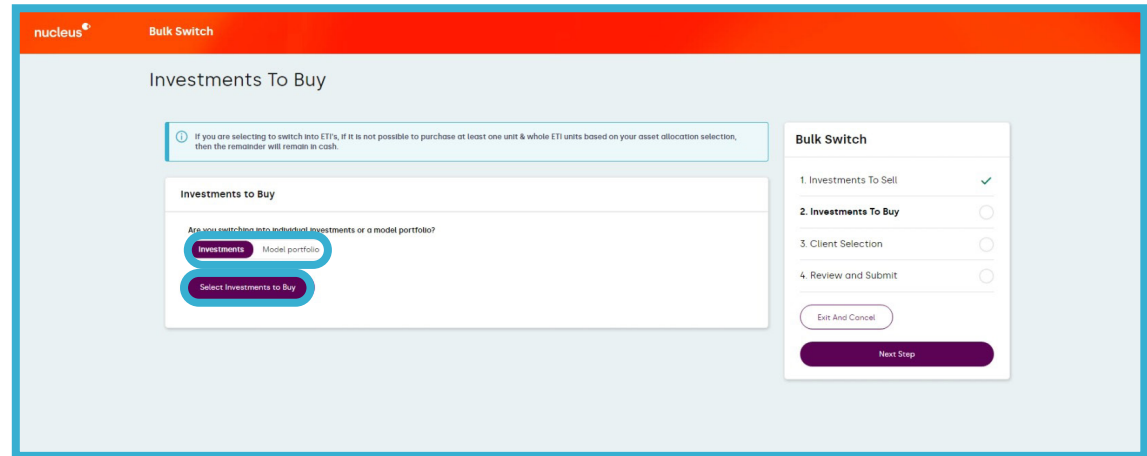 nucleus
Bulk Switch
Investments To Buy
If you are selecting to switch into ETI's, if it is not possible to purchase at least one unit & whole ETI units based on your asset allocation selection,
then the remainder will remain in cash.
Investments to Buy
Are you switching into individual investments or a model portfolio?
Investments Model portfolio
Select Investments to Buy
Bulk Switch
1. Investments To Sell
2. Investments To Buy
3. Client Selection
4. Review and Submit
Exit And Cancel
Next Step